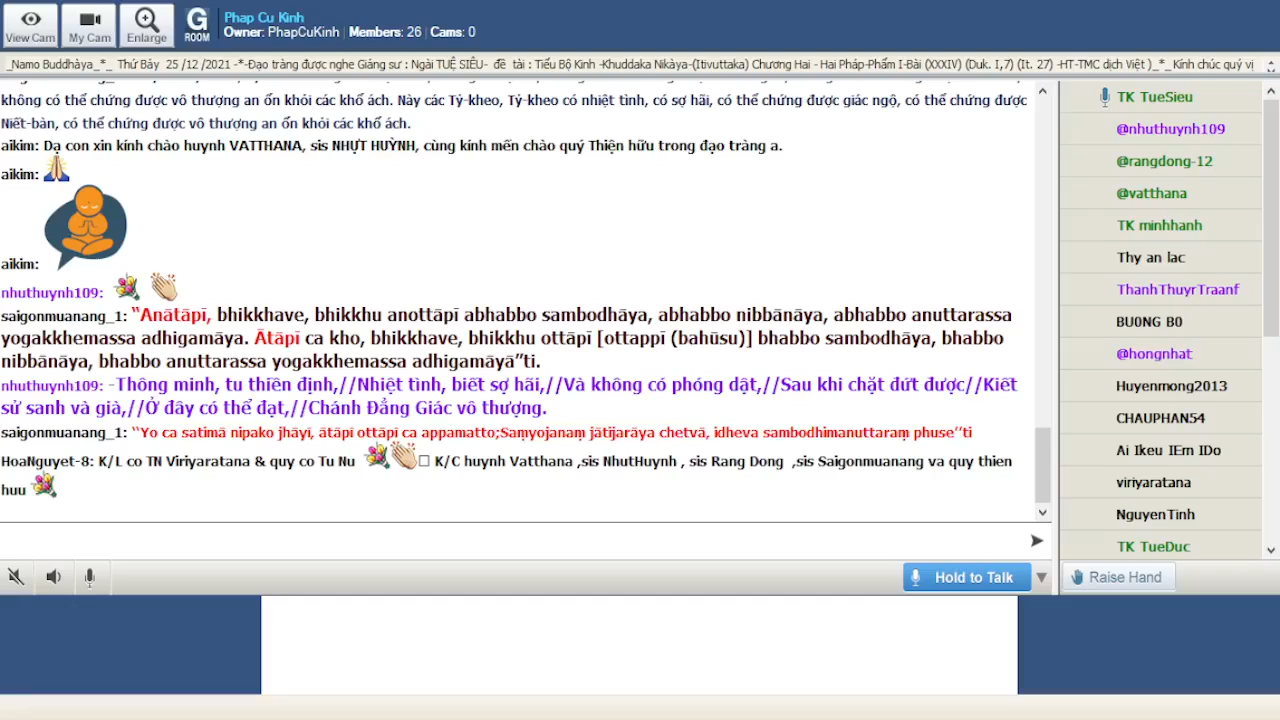 View Cam
My Cam
Enlarge
G
ROOM
Phap Cu Kinh
Owner: PhapCuKinh | Members: 26 | Cams: 0
_Namo Buddhàya_*_ Thứ Bảy 25 /12 /2021 -*-Đạo tràng được nghe Giảng sư : Ngài TUỆ SIÊU- đề tài : Tiểu Bộ Kinh -Khuddaka Nikàya-(Itivuttaka) Chương Hai - Hai Pháp-Phẩm I-Bài (XXXIV) (Duk. I,7) (It. 27) -HT-TMC dịch Việt )_*_ Kính chúc quý vị
không có thể chứng được vô thượng an ổn khỏi các khổ ách. Này các Tỷ-kheo, Tỷ-kheo có nhiệt tình, có sợ hãi, có thể chứng được giác ngộ, có thể chứng được
Niết-bàn, có thể chứng được vô thượng an ổn khỏi các khổ ách.
aikim: Dạ con xin kính chào huynh VATTHANA, sis NHỰT HUỲNH, cùng kính mến chào quý Thiện hữu trong đạo tràng a.
aikim:
aikim:
nhuthuynh109:
saigonmuanang_1: “Anātāpī, bhikkhave, bhikkhu anottāpī abhabbo sambodhāya, abhabbo nibbānāya, abhabbo anuttarassa
yogakkhemassa adhigamāya. Ātāpī ca kho, bhikkhave, bhikkhu ottāpī [ottappī (bahūsu)] bhabbo sambodhāya, bhabbo
nibbānāya, bhabbo anuttarassa yogakkhemassa adhigamāyā”ti.
nhuthuynh109: -Thông minh, tu thiền định,//Nhiệt tình, biết sợ hãi,//Và không có phóng dật,//Sau khi chặt đứt được//Kiết
sử sanh và già,//Ở đây có thể đạt,//Chánh Đẳng Giác vô thượng.
saigonmuanang_1: ‘‘Yo ca satimā nipako jhāyī, ātāpī ottāpī ca appamatto;Saṃyojanaṃ jātijarāya chetvā, idheva sambodhimanuttaraṃ phuse’’ti
HoaNguyet-8: K/L co TN Viriyaratana & quy co Tu Nu K/C huynh Vatthana ,sis NhutHuynh , sis Rang Dong ,sis Saigonmuanang va quy thien
huu
Hold to Talk
TK TueSieu
@nhuthuynh109
@rangdong-12
@vatthana
TK minhhanh
Thy an lac
ThanhThuyrTraanf
BU0NG B0
@hongnhat
Huyenmong2013
CHAUPHAN54
Ai Ikeu IEm IDo
viriyaratana
NguyenTinh
TK TueDuc
Raise Hand